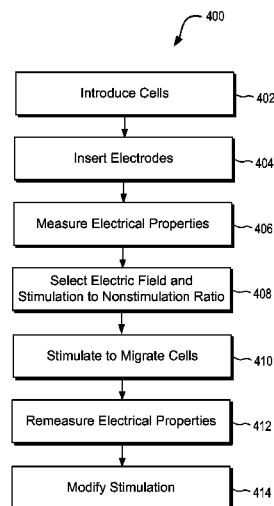 400
Introduce Cells
402
Insert Electrodes
404
Measure Electrical Properties
406
Select Electric Field and
Stimulation to Nonstimulation Ratio
408
Stimulate to Migrate Cells
410
Remeasure Electrical Properties
412
Modify Stimulation
414